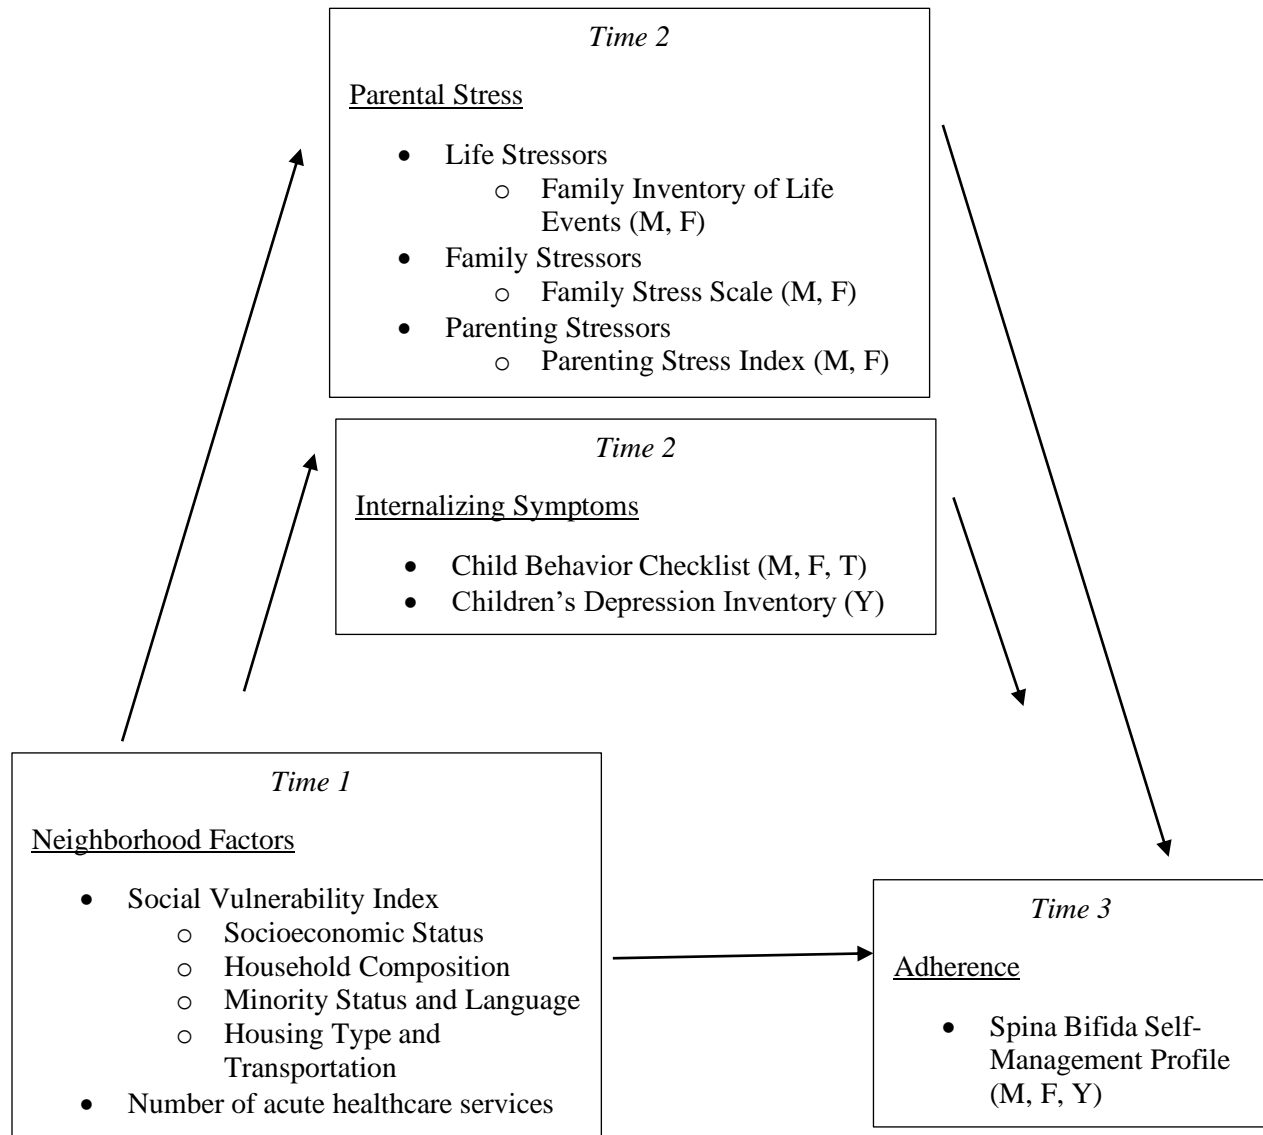 Time 2
Parental Stress
• Life Stressors
o Family Inventory of Life
Events (M, F)
• Family Stressors
o Family Stress Scale (M, F)
• Parenting Stressors
o Parenting Stress Index (M, F)
Time 2
Internalizing Symptoms
• Child Behavior Checklist (M, F, T)
• Children’s Depression Inventory (Y)
Time 1
Neighborhood Factors
• Social Vulnerability Index
o Socioeconomic Status
o Household Composition
o Minority Status and Language
o Housing Type and
Transportation
• Number of acute healthcare services
Time 3
Adherence
• Spina Bifida Self-
Management Profile
(M, F, Y)